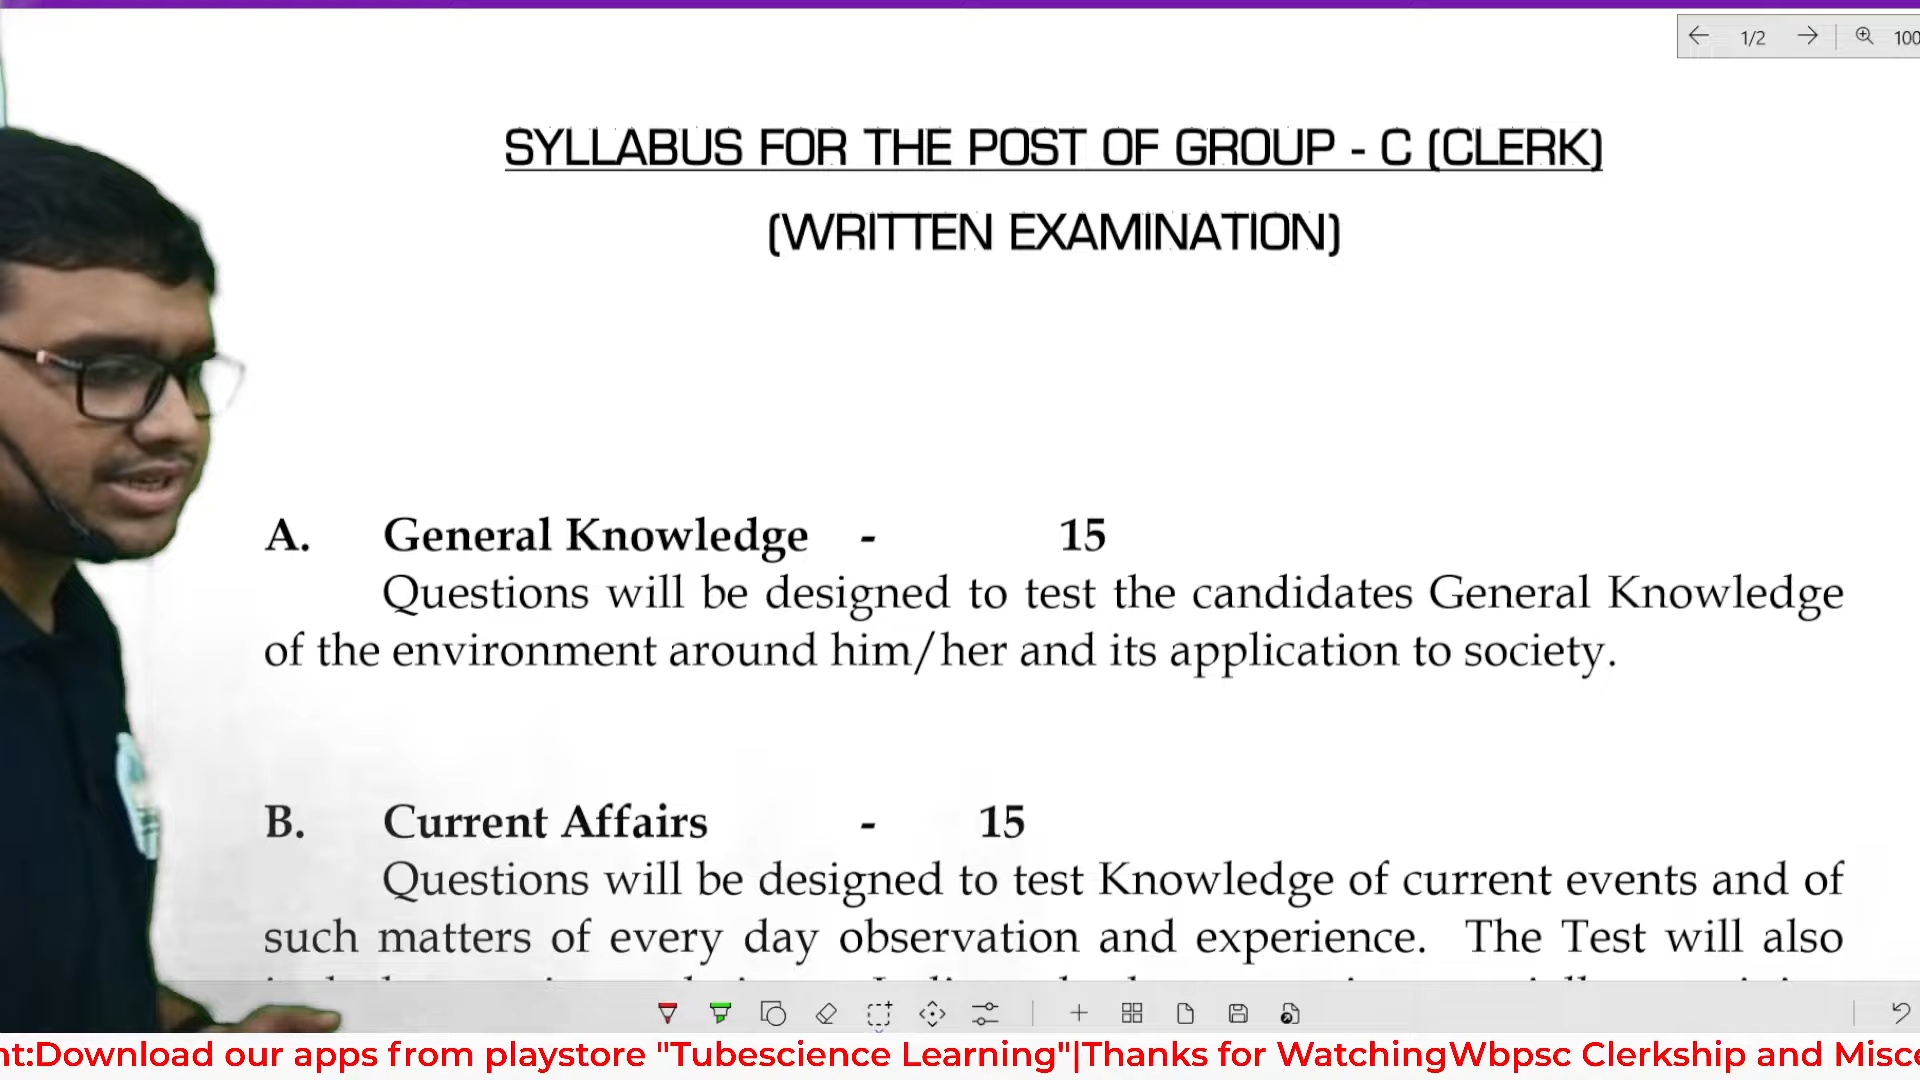 1/2
100
SYLLABUS FOR THE POST OF GROUP - C (CLERK)
(WRITTEN EXAMINATION)
A. General Knowledge - 15
Questions will be designed to test the candidates General Knowledge
of the environment around him/her and its application to society.
B. Current Affairs - 15
Questions will be designed to test Knowledge of current events and of
such matters of every day observation and experience. The Test will also
nt:Download our apps from playstore "Tubescience Learning"|Thanks for WatchingWbpsc Clerkship and Misce